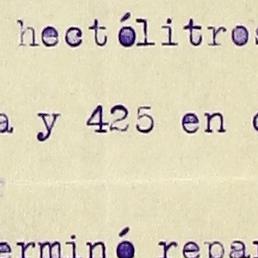 hectólitros
a y 425 en
erminó repar